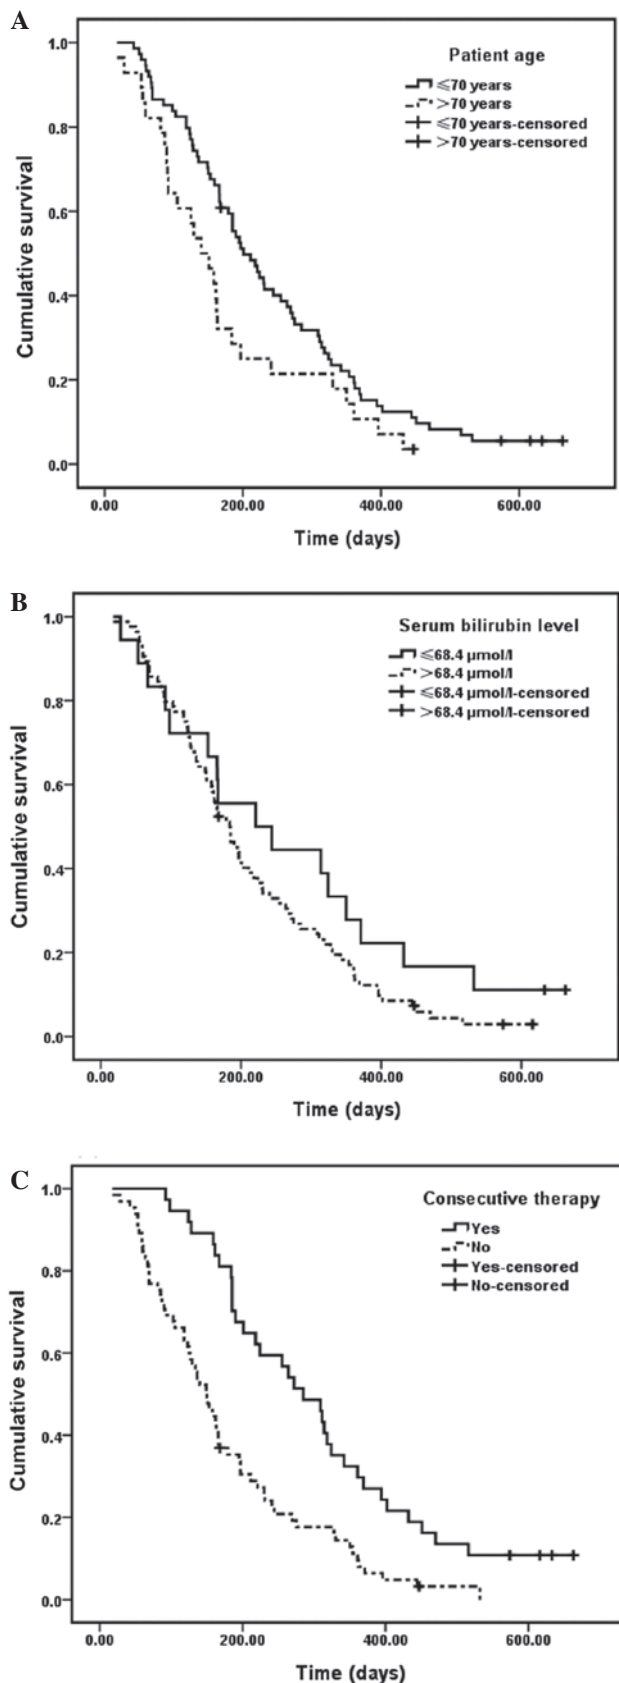 A
Patient age
≤70 years
>70 years
≤70 years-censored
>70 years-censored
Cumulative survival
1.0
0.8
0.6
0.4
0.2
0.0
0.00 200.00 400.00 600.00
Time (days)
B
Serum bilirubin level
≤68.4 μmol/l
>68.4 μmol/l
≤68.4 μmol/l-censored
>68.4 μmol/l-censored
Cumulative survival
1.0
0.8
0.6
0.4
0.2
0.0
0.00 200.00 400.00 600.00
Time (days)
C
Consecutive therapy
Yes
No
Yes-censored
No-censored
Cumulative survival
1.0
0.8
0.6
0.4
0.2
0.0
0.00 200.00 400.00 600.00
Time (days)